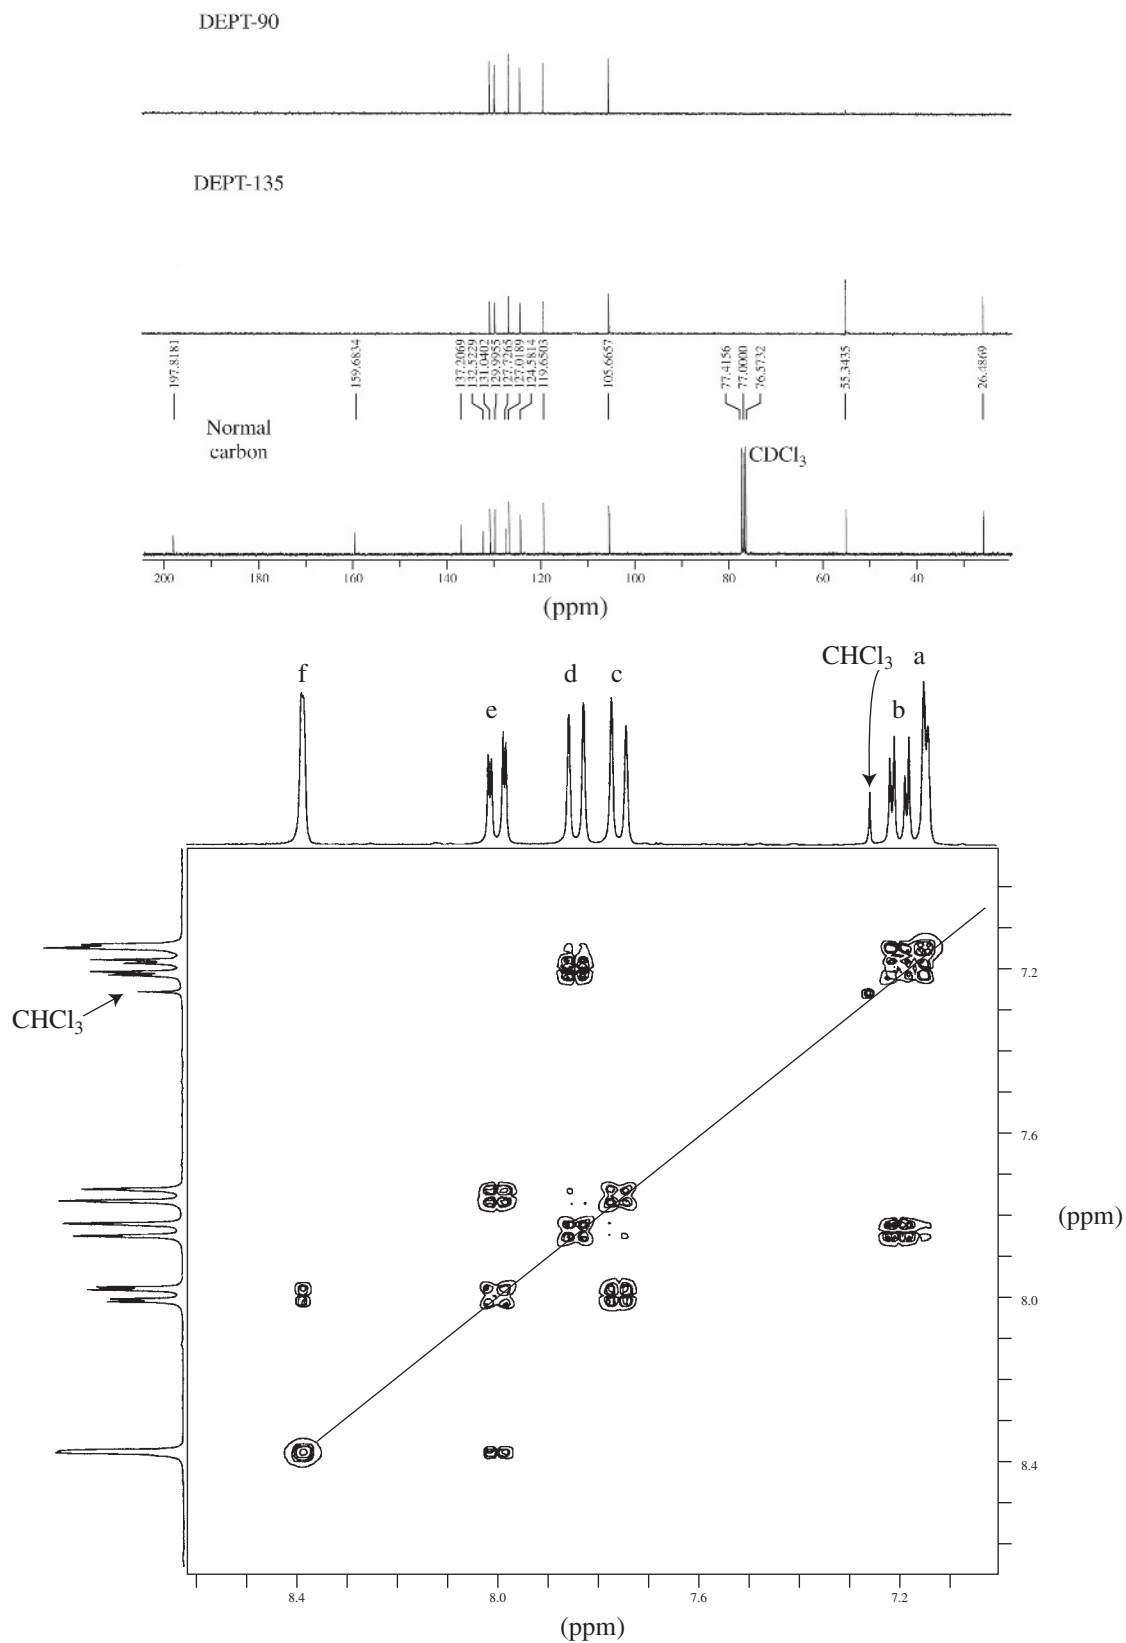 DEPT-90
DEPT-135
197.8181
159.6834
137.2069
132.5229
131.0402
129.9955
127.7265
127.0189
124.5814
119.6503
105.6657
77.4156
77.0000
76.5732
55.3435
26.4869
Normal
carbon
CDCl₃
200 180 160 140 120 100 80 60 40
(ppm)
CHCl₃
f e d c b a
CHCl₃
7.2
7.6
8.0
8.4
(ppm)
8.4 8.0 7.6 7.2
(ppm)